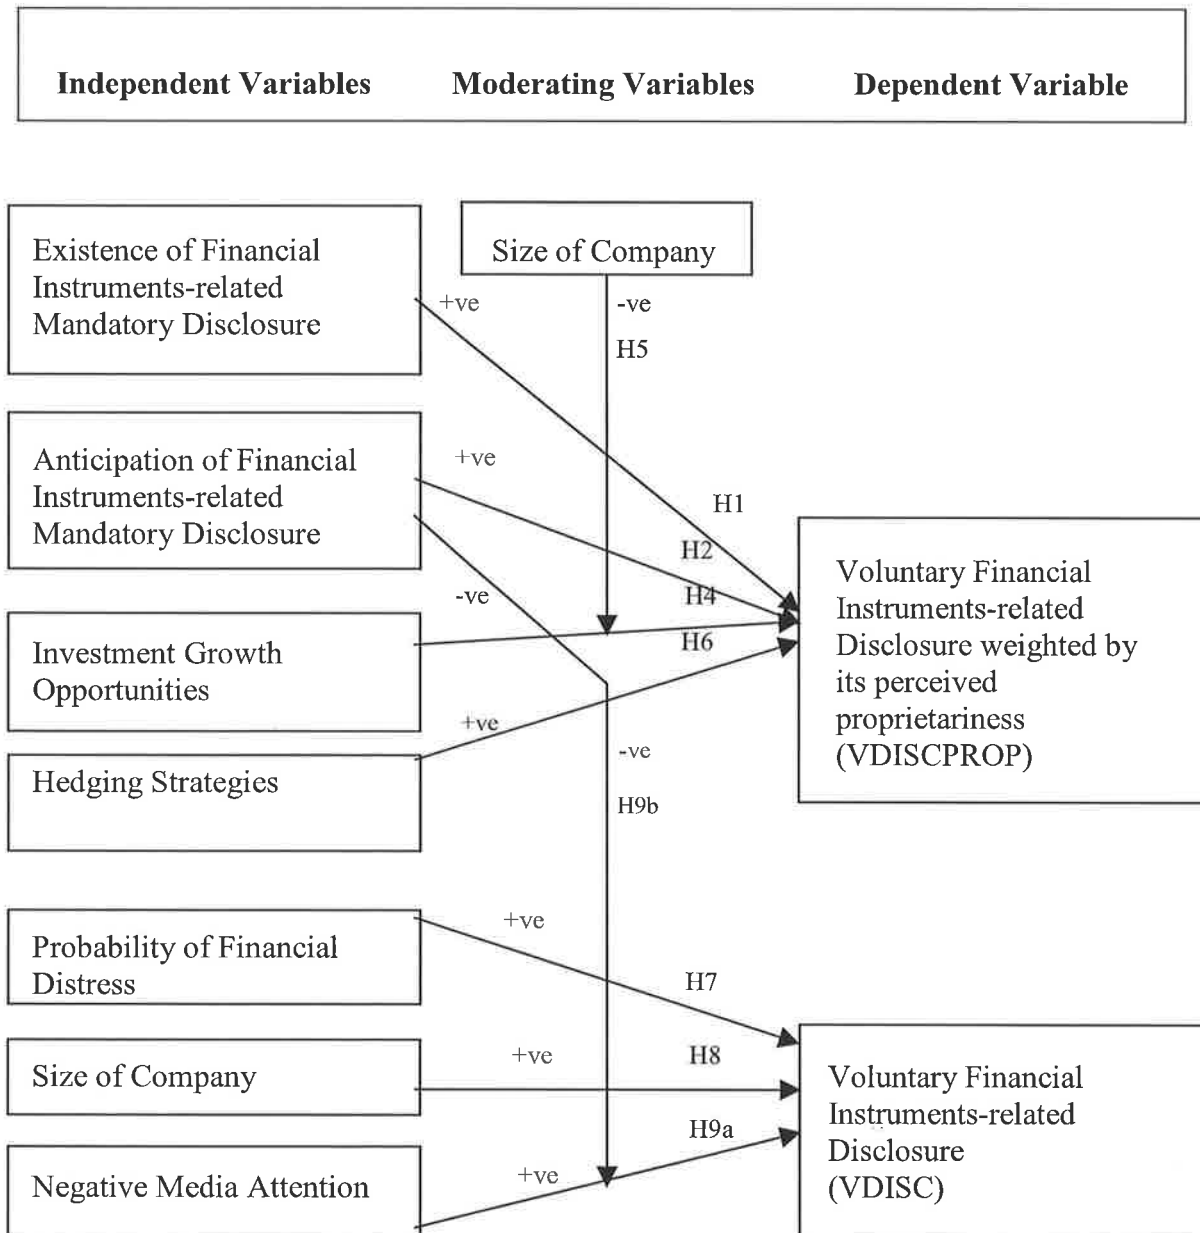 Independent Variables Moderating Variables Dependent Variable
Existence of Financial
Instruments-related
Mandatory Disclosure
Size of Company
+ve
-ve
H5
Anticipation of Financial
Instruments-related
Mandatory Disclosure
+ve
-ve
H1
H2
H4
H6
Investment Growth
Opportunities
Hedging Strategies
+ve
-ve
H9b
Voluntary Financial
Instruments-related
Disclosure weighted by
its perceived
proprietariness
(VDISCPROP)
Probability of Financial
Distress
+ve
H7
Size of Company
+ve
H8
Negative Media Attention
+ve
H9a
Voluntary Financial
Instruments-related
Disclosure
(VDISC)